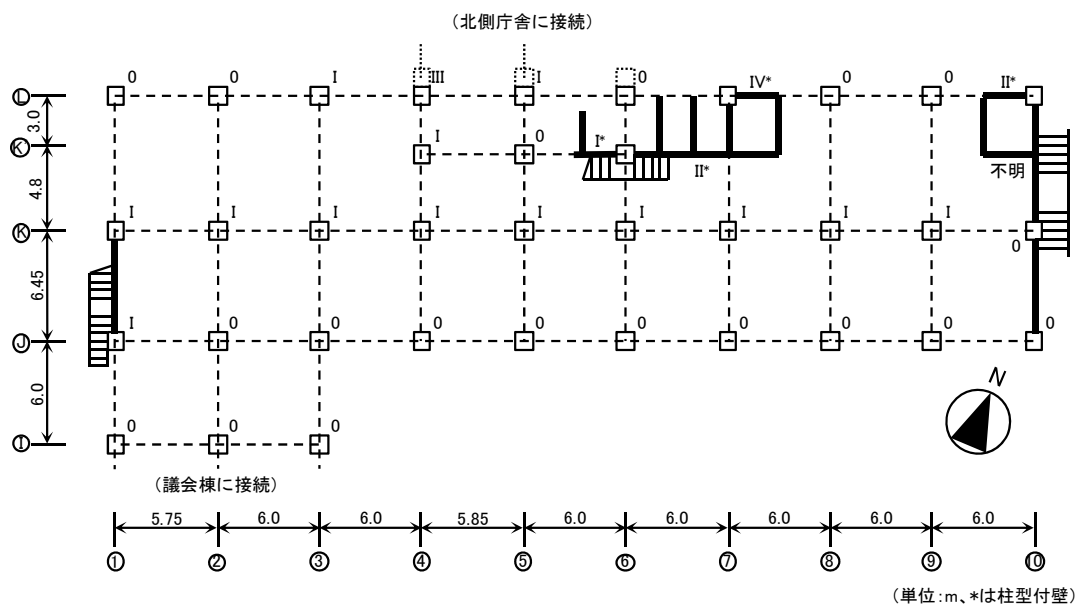 (北側庁舎に接続)
0 0 I III I 0 IV* 0 0 II*
Ⓛ
3.0
I 0 I* II* 不明
Ⓚ'
4.8
I I I I I I I I I 0
Ⓚ
6.45
I 0 0 0 0 0 0 0 0 0
Ⓙ
6.0
0 0 0
Ⓘ
N
(議会棟に接続)
5.75 6.0 6.0 5.85 6.0 6.0 6.0 6.0 6.0
① ② ③ ④ ⑤ ⑥ ⑦ ⑧ ⑨ ⑩
(単位:m、*は柱型付壁)